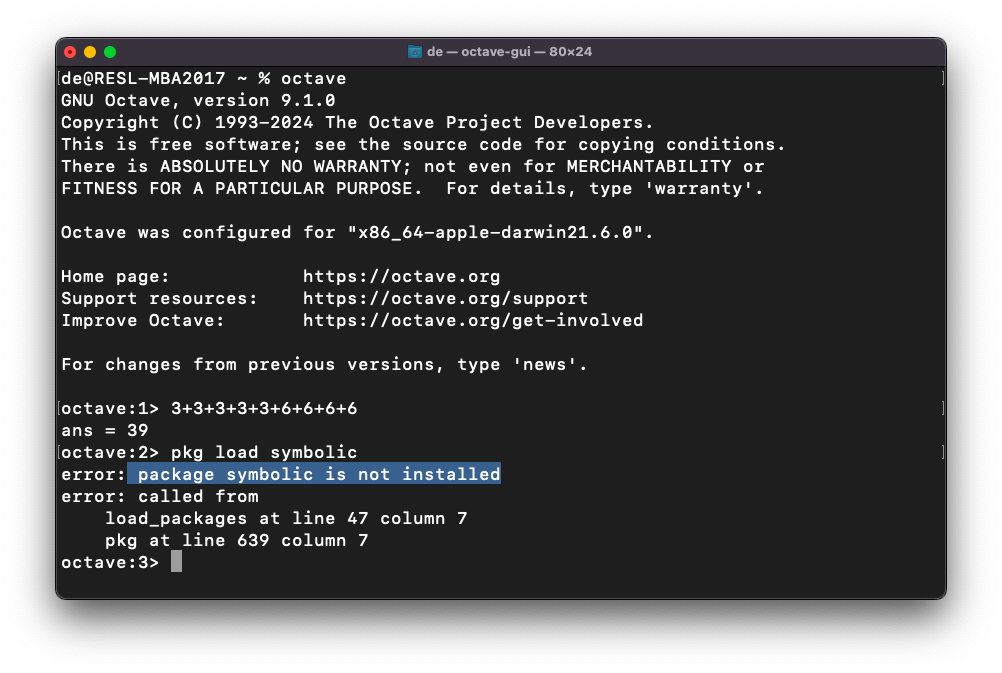 de — octave-gui — 80×24
[de@RESL-MBA2017 ~ % octave ]
GNU Octave, version 9.1.0
Copyright (C) 1993-2024 The Octave Project Developers.
This is free software; see the source code for copying conditions.
There is ABSOLUTELY NO WARRANTY; not even for MERCHANTABILITY or
FITNESS FOR A PARTICULAR PURPOSE.  For details, type 'warranty'.
Octave was configured for "x86_64-apple-darwin21.6.0".
Home page:            https://octave.org
Support resources:    https://octave.org/support
Improve Octave:       https://octave.org/get-involved
For changes from previous versions, type 'news'.
[octave:1> 3+3+3+3+3+6+6+6+6 ]
ans = 39
[octave:2> pkg load symbolic ]
error: package symbolic is not installed
error: called from
    load_packages at line 47 column 7
    pkg at line 639 column 7
octave:3>